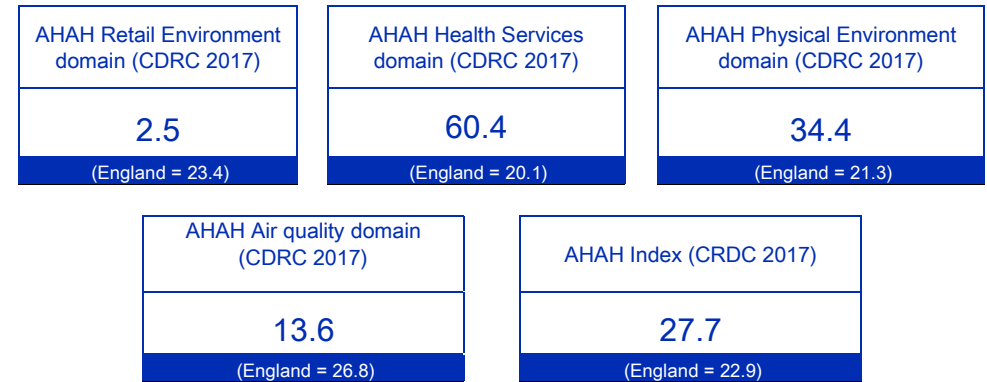 AHAH Retail Environment
domain (CDRC 2017)
2.5
(England = 23.4)
AHAH Health Services
domain (CDRC 2017)
60.4
(England = 20.1)
AHAH Physical Environment
domain (CDRC 2017)
34.4
(England = 21.3)
AHAH Air quality domain
(CDRC 2017)
13.6
(England = 26.8)
AHAH Index (CRDC 2017)
27.7
(England = 22.9)